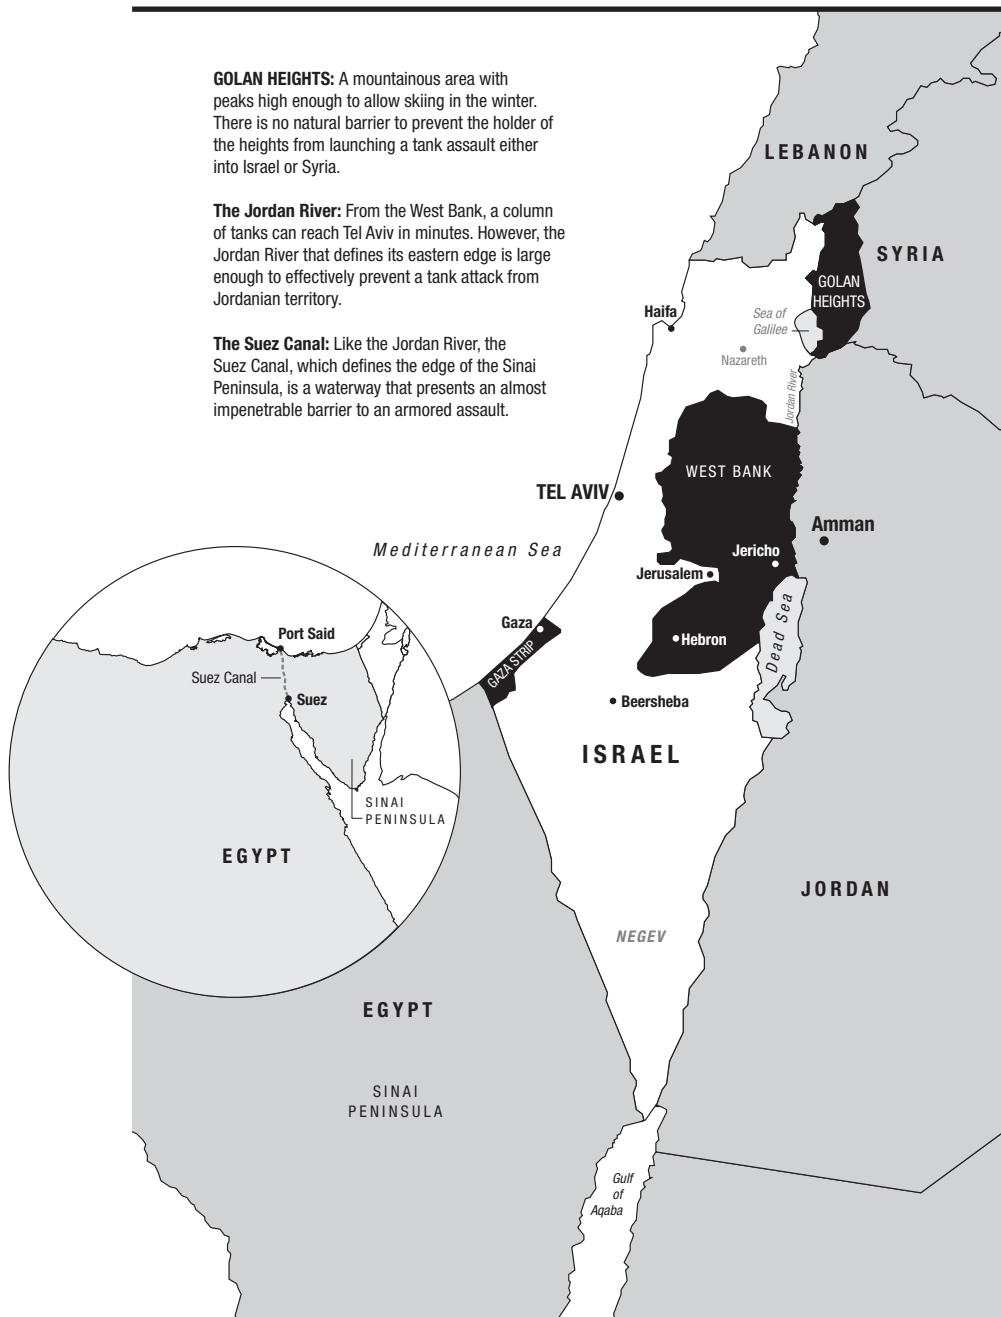 GOLAN HEIGHTS: A mountainous area with
peaks high enough to allow skiing in the winter.
There is no natural barrier to prevent the holder of
the heights from launching a tank assault either
into Israel or Syria.
The Jordan River: From the West Bank, a column
of tanks can reach Tel Aviv in minutes. However, the
Jordan River that defines its eastern edge is large
enough to effectively prevent a tank attack from
Jordanian territory.
The Suez Canal: Like the Jordan River, the
Suez Canal, which defines the edge of the Sinai
Peninsula, is a waterway that presents an almost
impenetrable barrier to an armored assault.
LEBANON
SYRIA
GOLAN
HEIGHTS
Haifa
Sea of
Galilee
Nazareth
Jordan River
WEST BANK
TEL AVIV
Amman
Mediterranean Sea
Jericho
Jerusalem
Dead Sea
Gaza
GAZA STRIP
Hebron
Beersheba
ISRAEL
Port Said
Suez Canal
Suez
SINAI
PENINSULA
EGYPT
JORDAN
NEGEV
EGYPT
SINAI
PENINSULA
Gulf
of
Aqaba